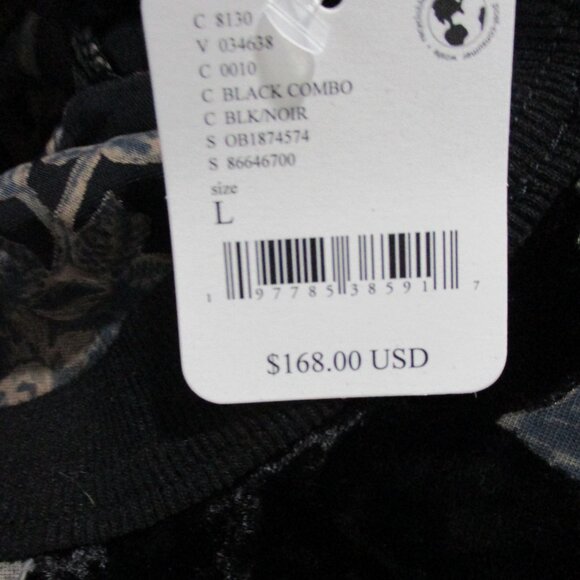 C 8130
V 034638
C 0010
C BLACK COMBO
C BLK/NOIR
S OB1874574
S 86646700
size
L
1 97785 38591 7
$168.00 USD